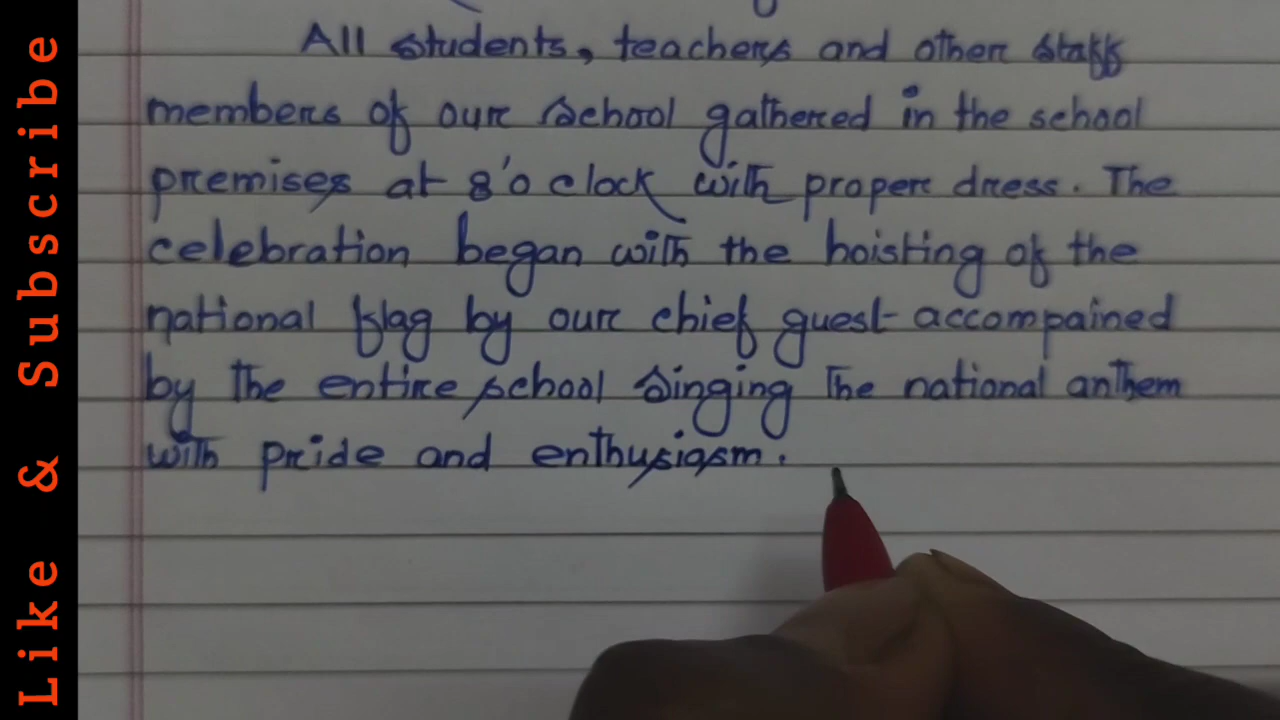 Like & Subscribe
All students, teachers and other staff
members of our school gathered in the school
premises at 8'o clock with proper dress. The
celebration began with the hoisting of the
national flag by our chief guest accompained
by the entire school singing the national anthem
with pride and enthusiasm.